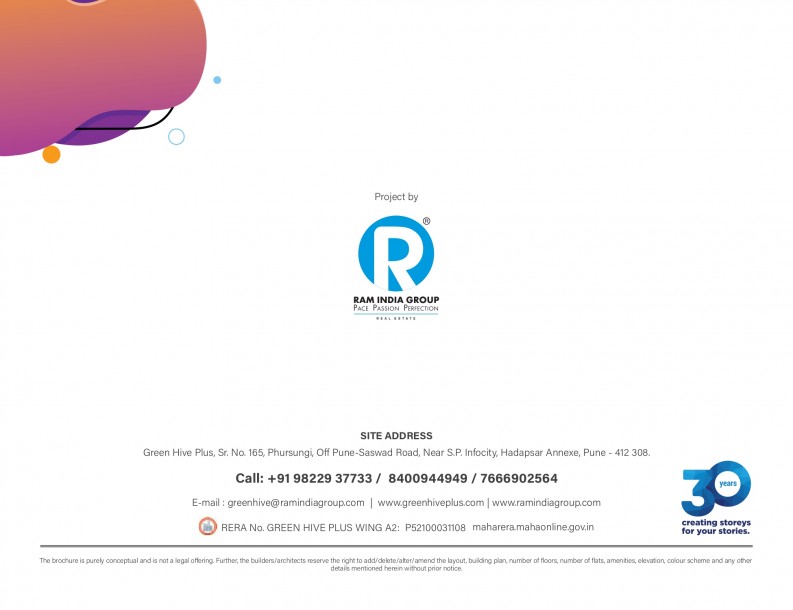 Project by
®
R
RAM INDIA GROUP
PACE PASSION PERFECTION
REAL ESTATE
SITE ADDRESS
Green Hive Plus, Sr. No. 165, Phursungi, Off Pune-Saswad Road, Near S.P. Infocity, Hadapsar Annexe, Pune - 412 308.
Call: +91 98229 37733 / 8400944949 / 7666902564
E-mail : greenhive@ramindiagroup.com | www.greenhiveplus.com | www.ramindiagroup.com
RERA No. GREEN HIVE PLUS WING A2: P52100031108 maharera.mahaonline.gov.in
30 years
creating storeys
for your stories.
The brochure is purely conceptual and is not a legal offering. Further, the builders/architects reserve the right to add/delete/alter/amend the layout, building plan, number of floors, number of flats, amenities, elevation, colour scheme and any other
details mentioned herein without prior notice.